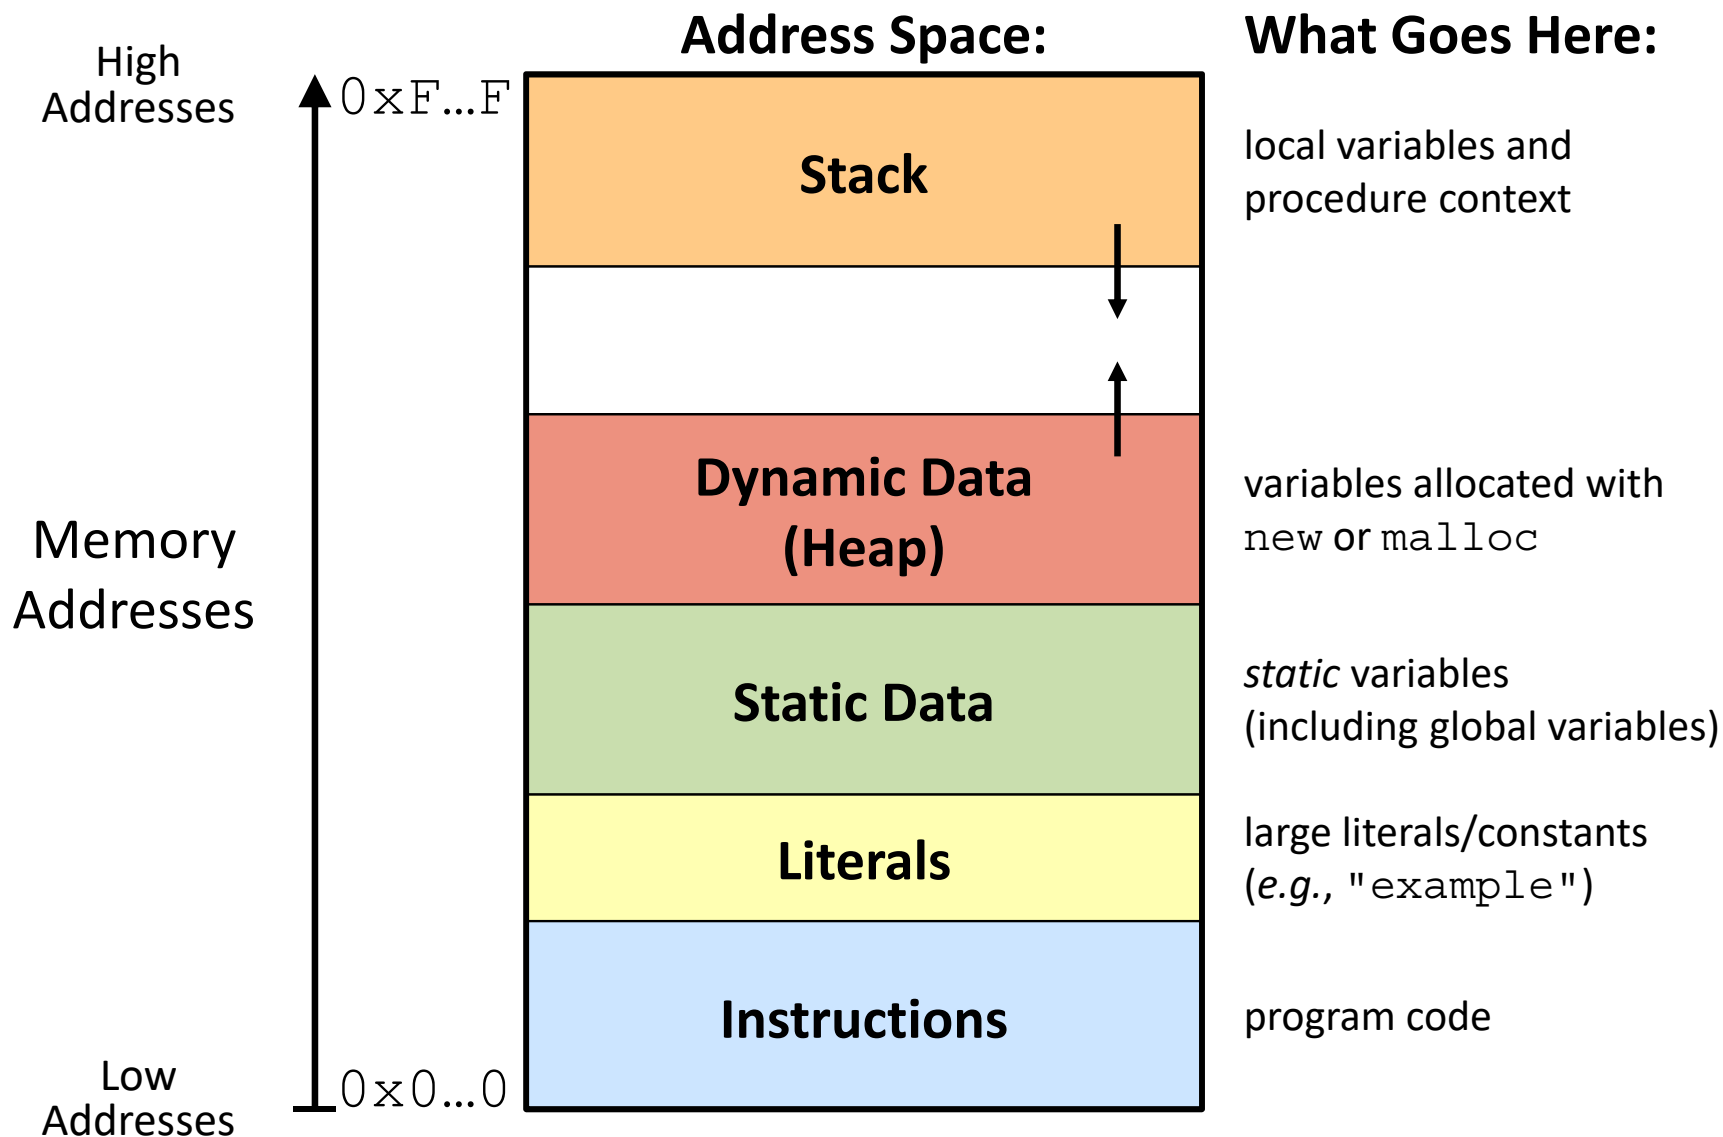 Address Space:
What Goes Here:
High
Addresses
0xF…F
Stack
local variables and
procedure context
Memory
Addresses
Dynamic Data
(Heap)
variables allocated with
new or malloc
Static Data
static variables
(including global variables)
Literals
large literals/constants
(e.g., "example")
Instructions
program code
Low
Addresses
0x0…0